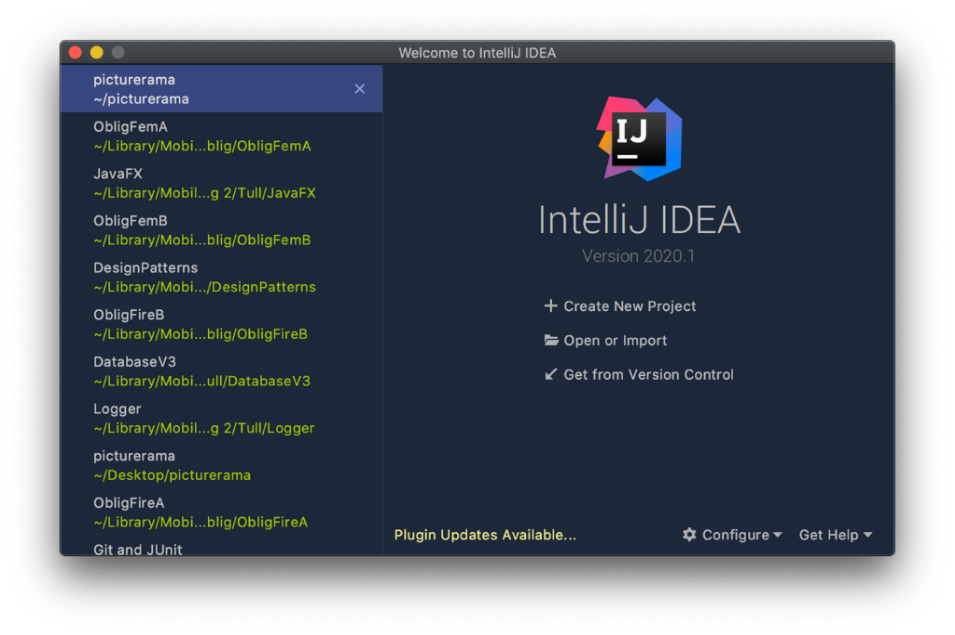 Welcome to IntelliJ IDEA
picturerama
~/picturerama
ObligFemA
~/Library/Mobi...blig/ObligFemA
JavaFX
~/Library/Mobil...g 2/Tull/JavaFX
ObligFemB
~/Library/Mobi...blig/ObligFemB
DesignPatterns
~/Library/Mobi.../DesignPatterns
ObligFireB
~/Library/Mobi...blig/ObligFireB
DatabaseV3
~/Library/Mobi...ull/DatabaseV3
Logger
~/Library/Mobil...g 2/Tull/Logger
picturerama
~/Desktop/picturerama
ObligFireA
~/Library/Mobi...blig/ObligFireA
Git and JUnit
IJ
IntelliJ IDEA
Version 2020.1
Create New Project
Open or Import
Get from Version Control
Plugin Updates Available...
Configure
Get Help